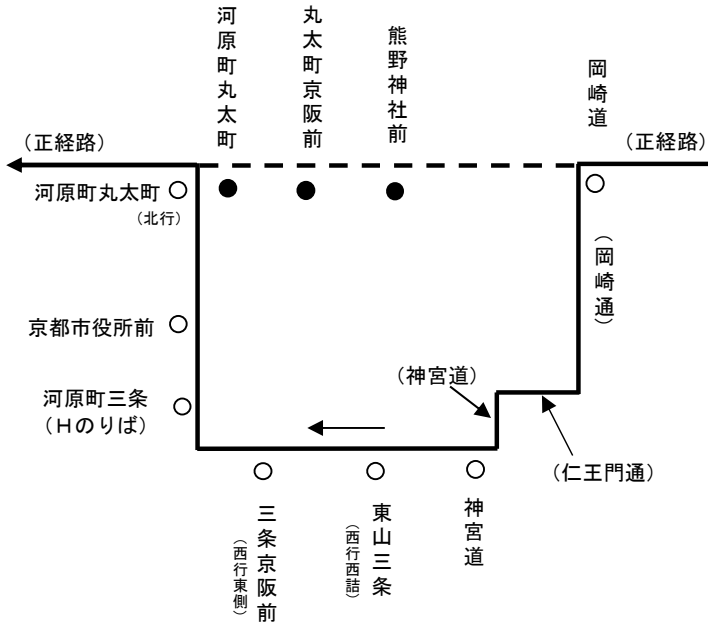 河原町丸太町
丸太町京阪前
熊野神社前
岡崎道
（正経路）
（正経路）
河原町丸太町
（北行）
（岡崎通）
京都市役所前
（神宮道）
河原町三条
（Ｈのりば）
（仁王門通）
三条京阪前
（西行東側）
東山三条
（西行西詰）
神宮道